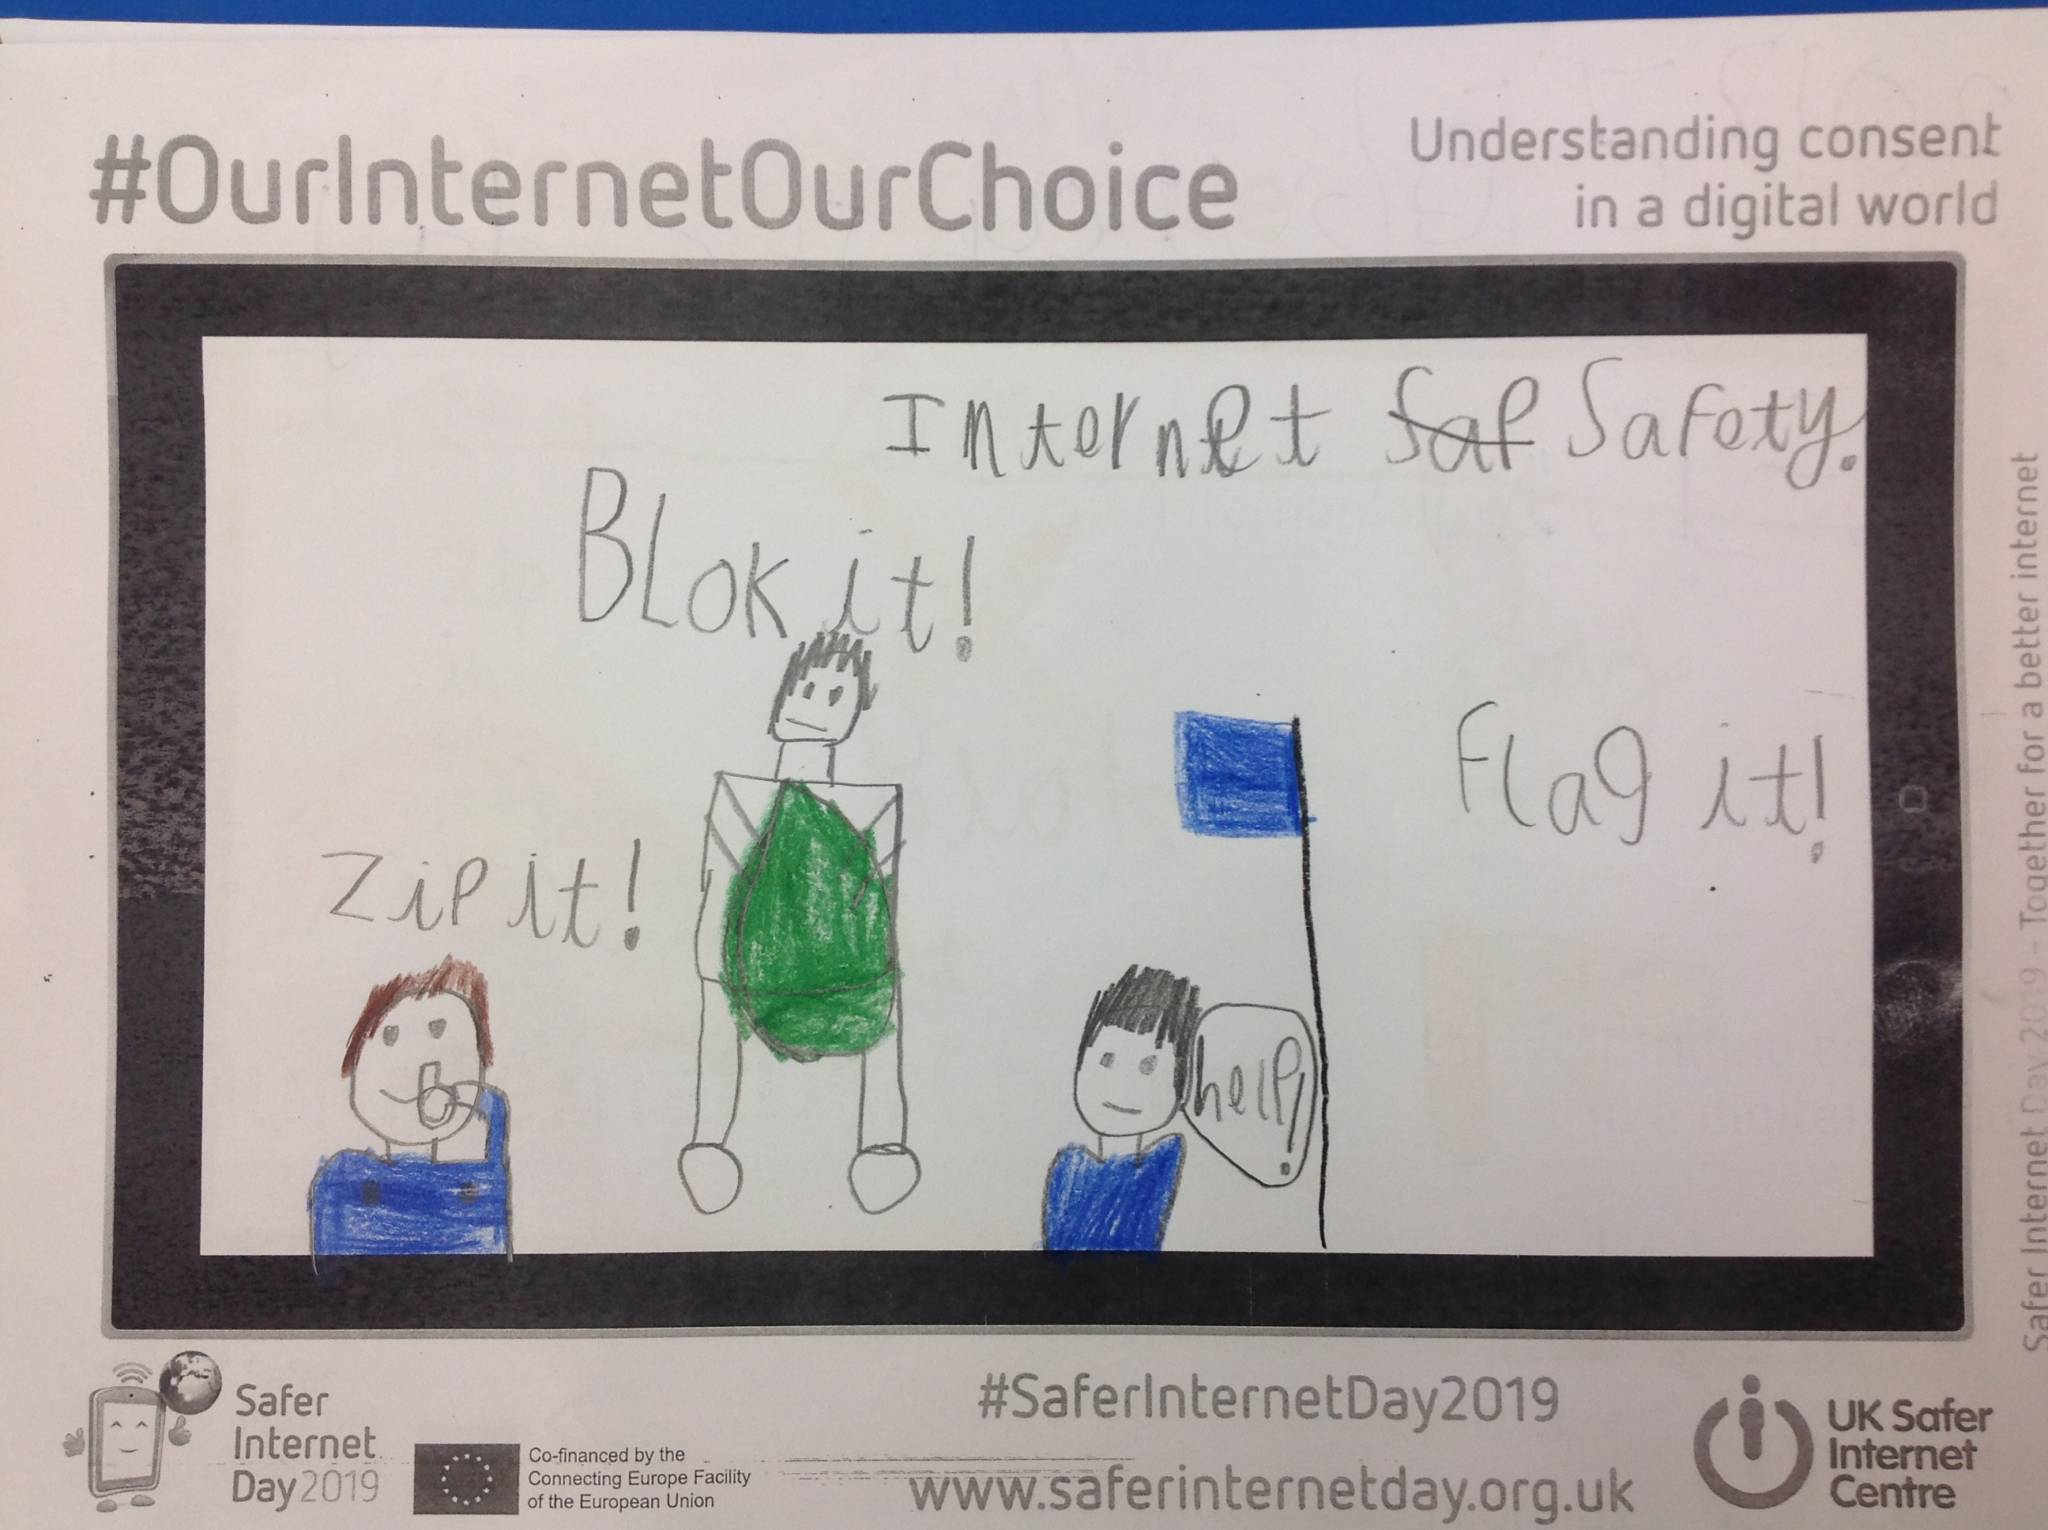 #OurInternetOurChoice
Understanding consent
in a digital world
Internet Saf Safety.
Blok it!
Zip it!
Flag it!
help!
Safer Internet Day 2019 - Together for a better internet
Safer
Internet
Day 2019
Co-financed by the
Connecting Europe Facility
of the European Union
#SaferInternetDay2019
www.saferinternetday.org.uk
UK Safer
Internet
Centre